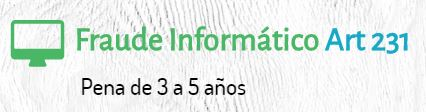 Fraude Informático Art 231
Pena de 3 a 5 años